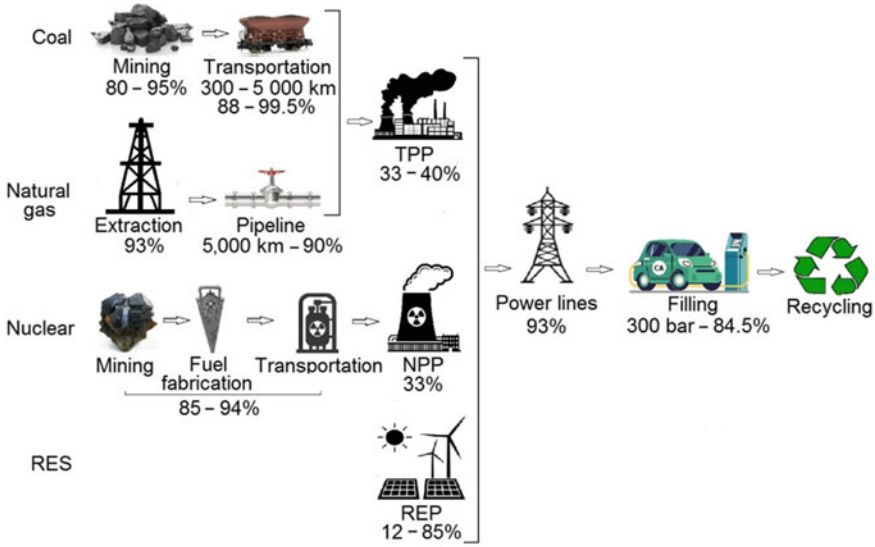 Coal
Mining
80 – 95%
Transportation
300 – 5 000 km
88 – 99.5%
TPP
33 – 40%
Natural
gas
Extraction
93%
Pipeline
5,000 km – 90%
Nuclear
Mining
Fuel
fabrication
Transportation
85 – 94%
NPP
33%
RES
REP
12 – 85%
Power lines
93%
CA
Filling
300 bar – 84.5%
Recycling